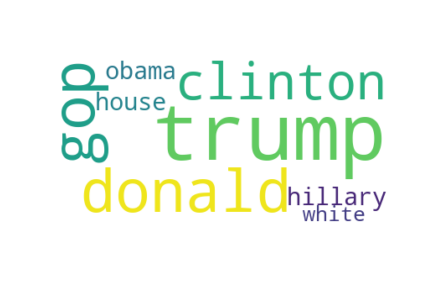 obama
clinton
gop
house
trump
donald
hillary
white